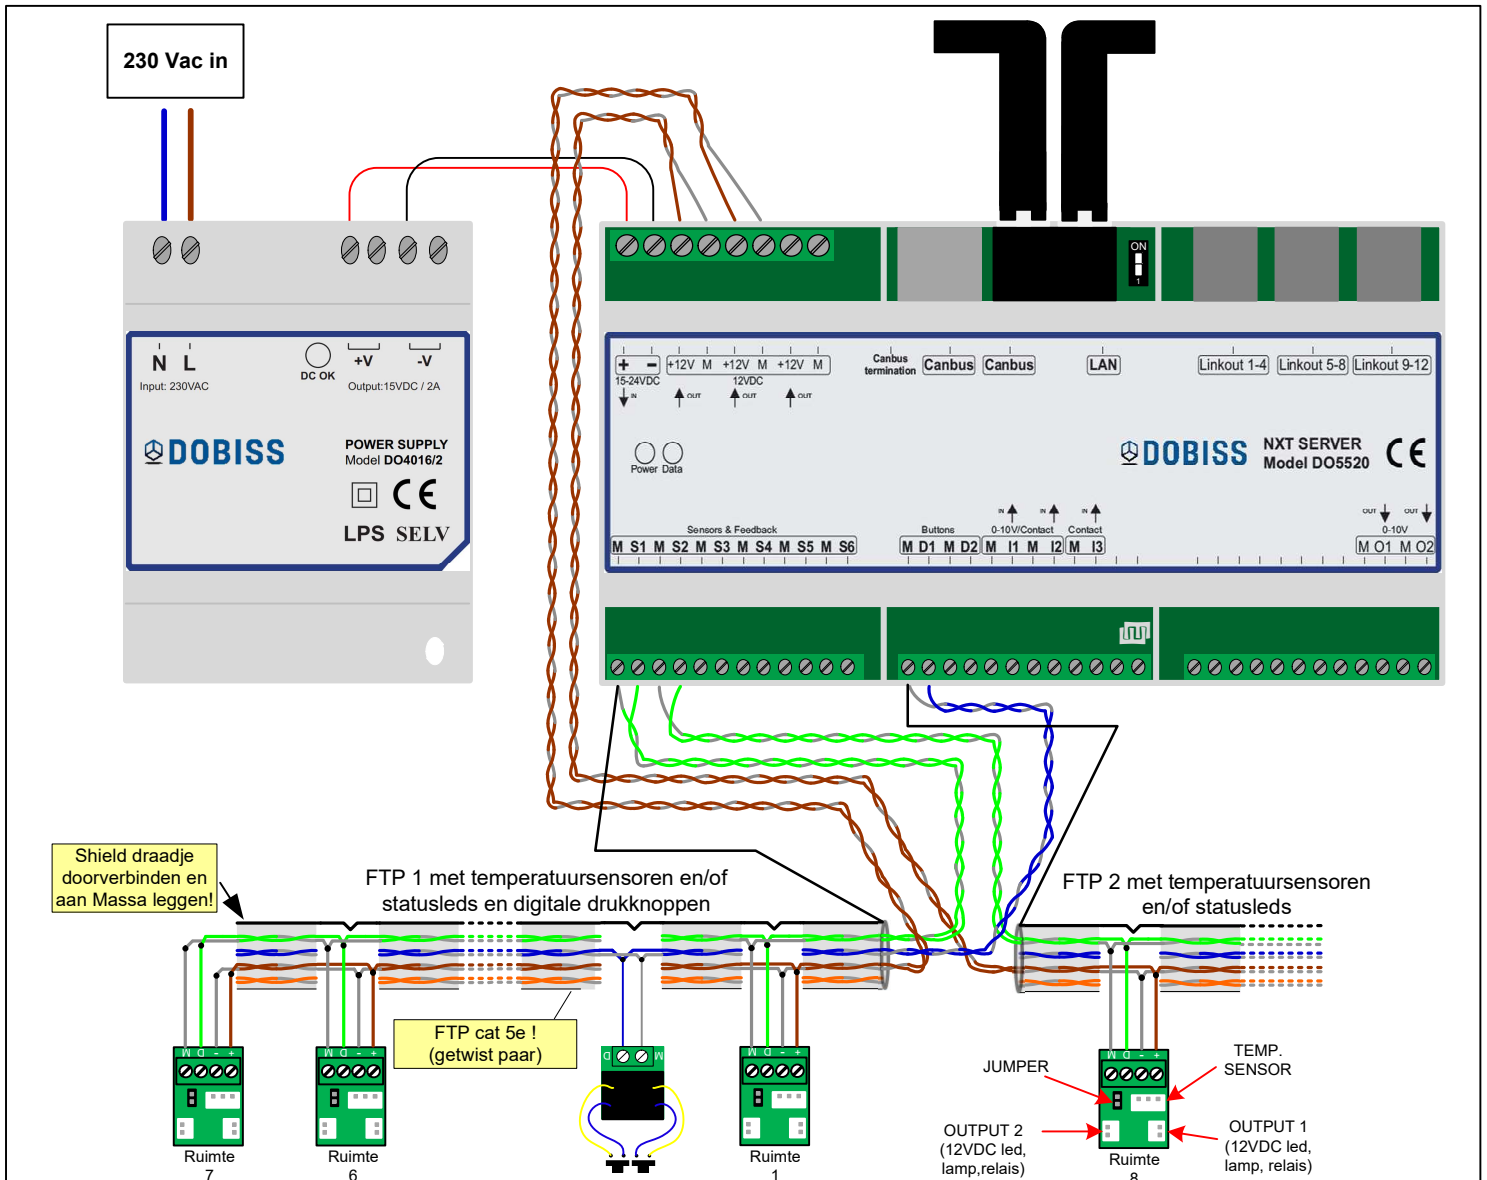 230 Vac in
N L
DC OK
+V
-V
Input: 230VAC
Output:15VDC / 2A
DOBISS
POWER SUPPLY
Model DO4016/2
CE
LPS SELV
ON
1
+ - +12V M +12V M +12V M
15-24VDC
12VDC
IN
OUT
OUT
OUT
Canbus
termination
Canbus
Canbus
LAN
Linkout 1-4
Linkout 5-8
Linkout 9-12
Power Data
DOBISS
NXT SERVER
Model DO5520
CE
Sensors & Feedback
M S1 M S2 M S3 M S4 M S5 M S6
Buttons
M D1 M D2
IN
IN
0-10V/Contact
M I1 M I2
IN
Contact
M I3
OUT
OUT
0-10V
M O1 M O2
Shield draadje
doorverbinden en
aan Massa leggen!
FTP 1 met temperatuursensoren en/of
statusleds en digitale drukknoppen
FTP 2 met temperatuursensoren
en/of statusleds
FTP cat 5e !
(getwist paar)
M D - +
Ruimte
7
M D - +
Ruimte
6
D M
M D - +
Ruimte
1
M D - +
Ruimte
8
JUMPER
TEMP.
SENSOR
OUTPUT 2
(12VDC led,
lamp,relais)
OUTPUT 1
(12VDC led,
lamp, relais)